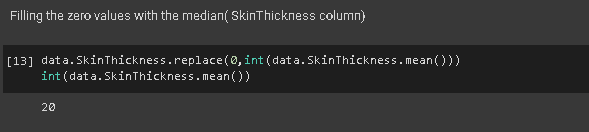 Filling the zero values with the median( SkinThickness column)
[13] data.SkinThickness.replace(0,int(data.SkinThickness.mean()))
int(data.SkinThickness.mean())
20